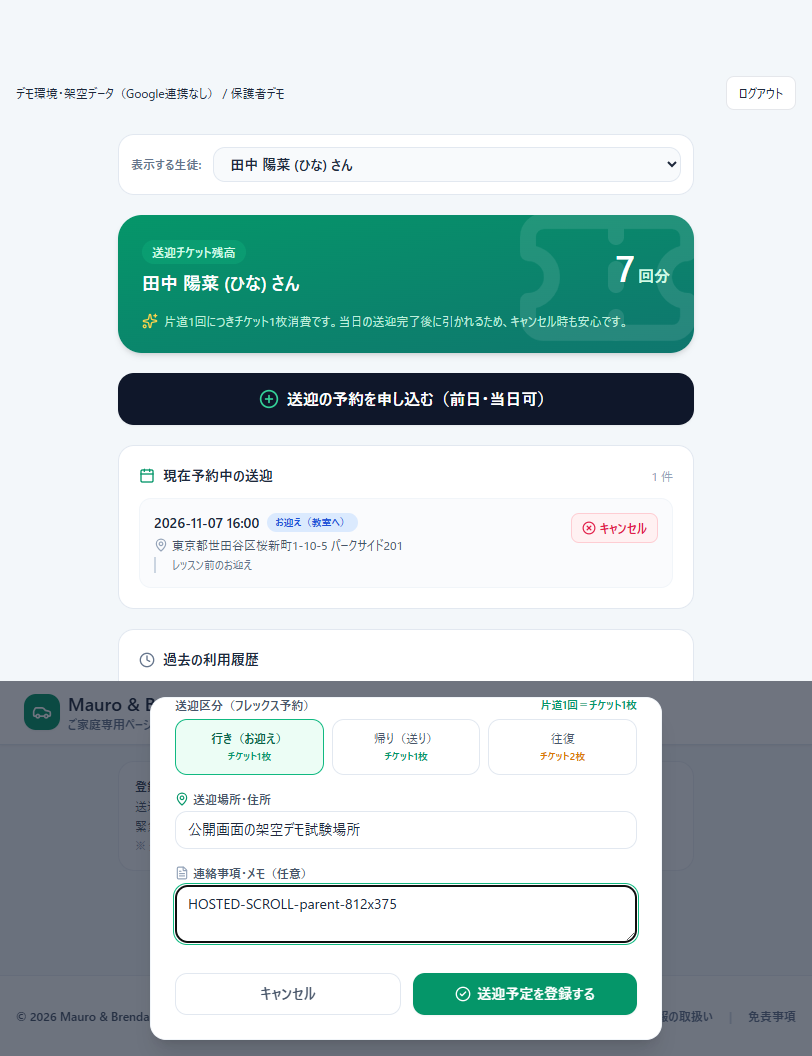 デモ環境・架空データ（Google連携なし） / 保護者デモ
ログアウト
表示する生徒:
田中 陽菜 (ひな) さん
送迎チケット残高
田中 陽菜 (ひな) さん
7 回分
片道1回につきチケット1枚消費です。当日の送迎完了後に引かれるため、キャンセル時も安心です。
送迎の予約を申し込む（前日・当日可）
現在予約中の送迎
1 件
2026-11-07 16:00
お迎え（教室へ）
キャンセル
東京都世田谷区桜新町1-10-5 パークサイド201
レッスン前のお迎え
過去の利用履歴
Mauro &
ご家庭専用ペー
送迎区分（フレックス予約）
片道1回＝チケット1枚
行き（お迎え）
チケット1枚
帰り（送り）
チケット1枚
往復
チケット2枚
送迎場所・住所
公開画面の架空デモ試験場所
連絡事項・メモ（任意）
HOSTED-SCROLL-parent-812x375
キャンセル
送迎予定を登録する
© 2026 Mauro & Brenda
の取扱い
|
免責事項